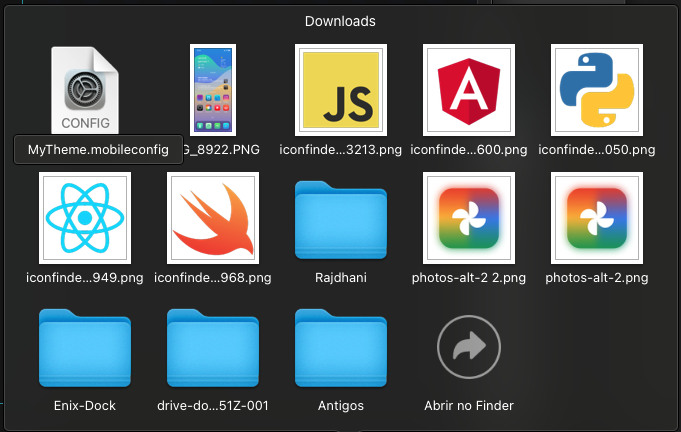 Downloads
CONFIG
JS
A
MyTheme.mobileconfig
G_8922.PNG
iconfinde...3213.png
iconfinde...600.png
iconfinde...050.png
iconfinde...949.png
iconfinde...968.png
Rajdhani
photos-alt-2 2.png
photos-alt-2.png
Enix-Dock
drive-do...51Z-001
Antigos
Abrir no Finder